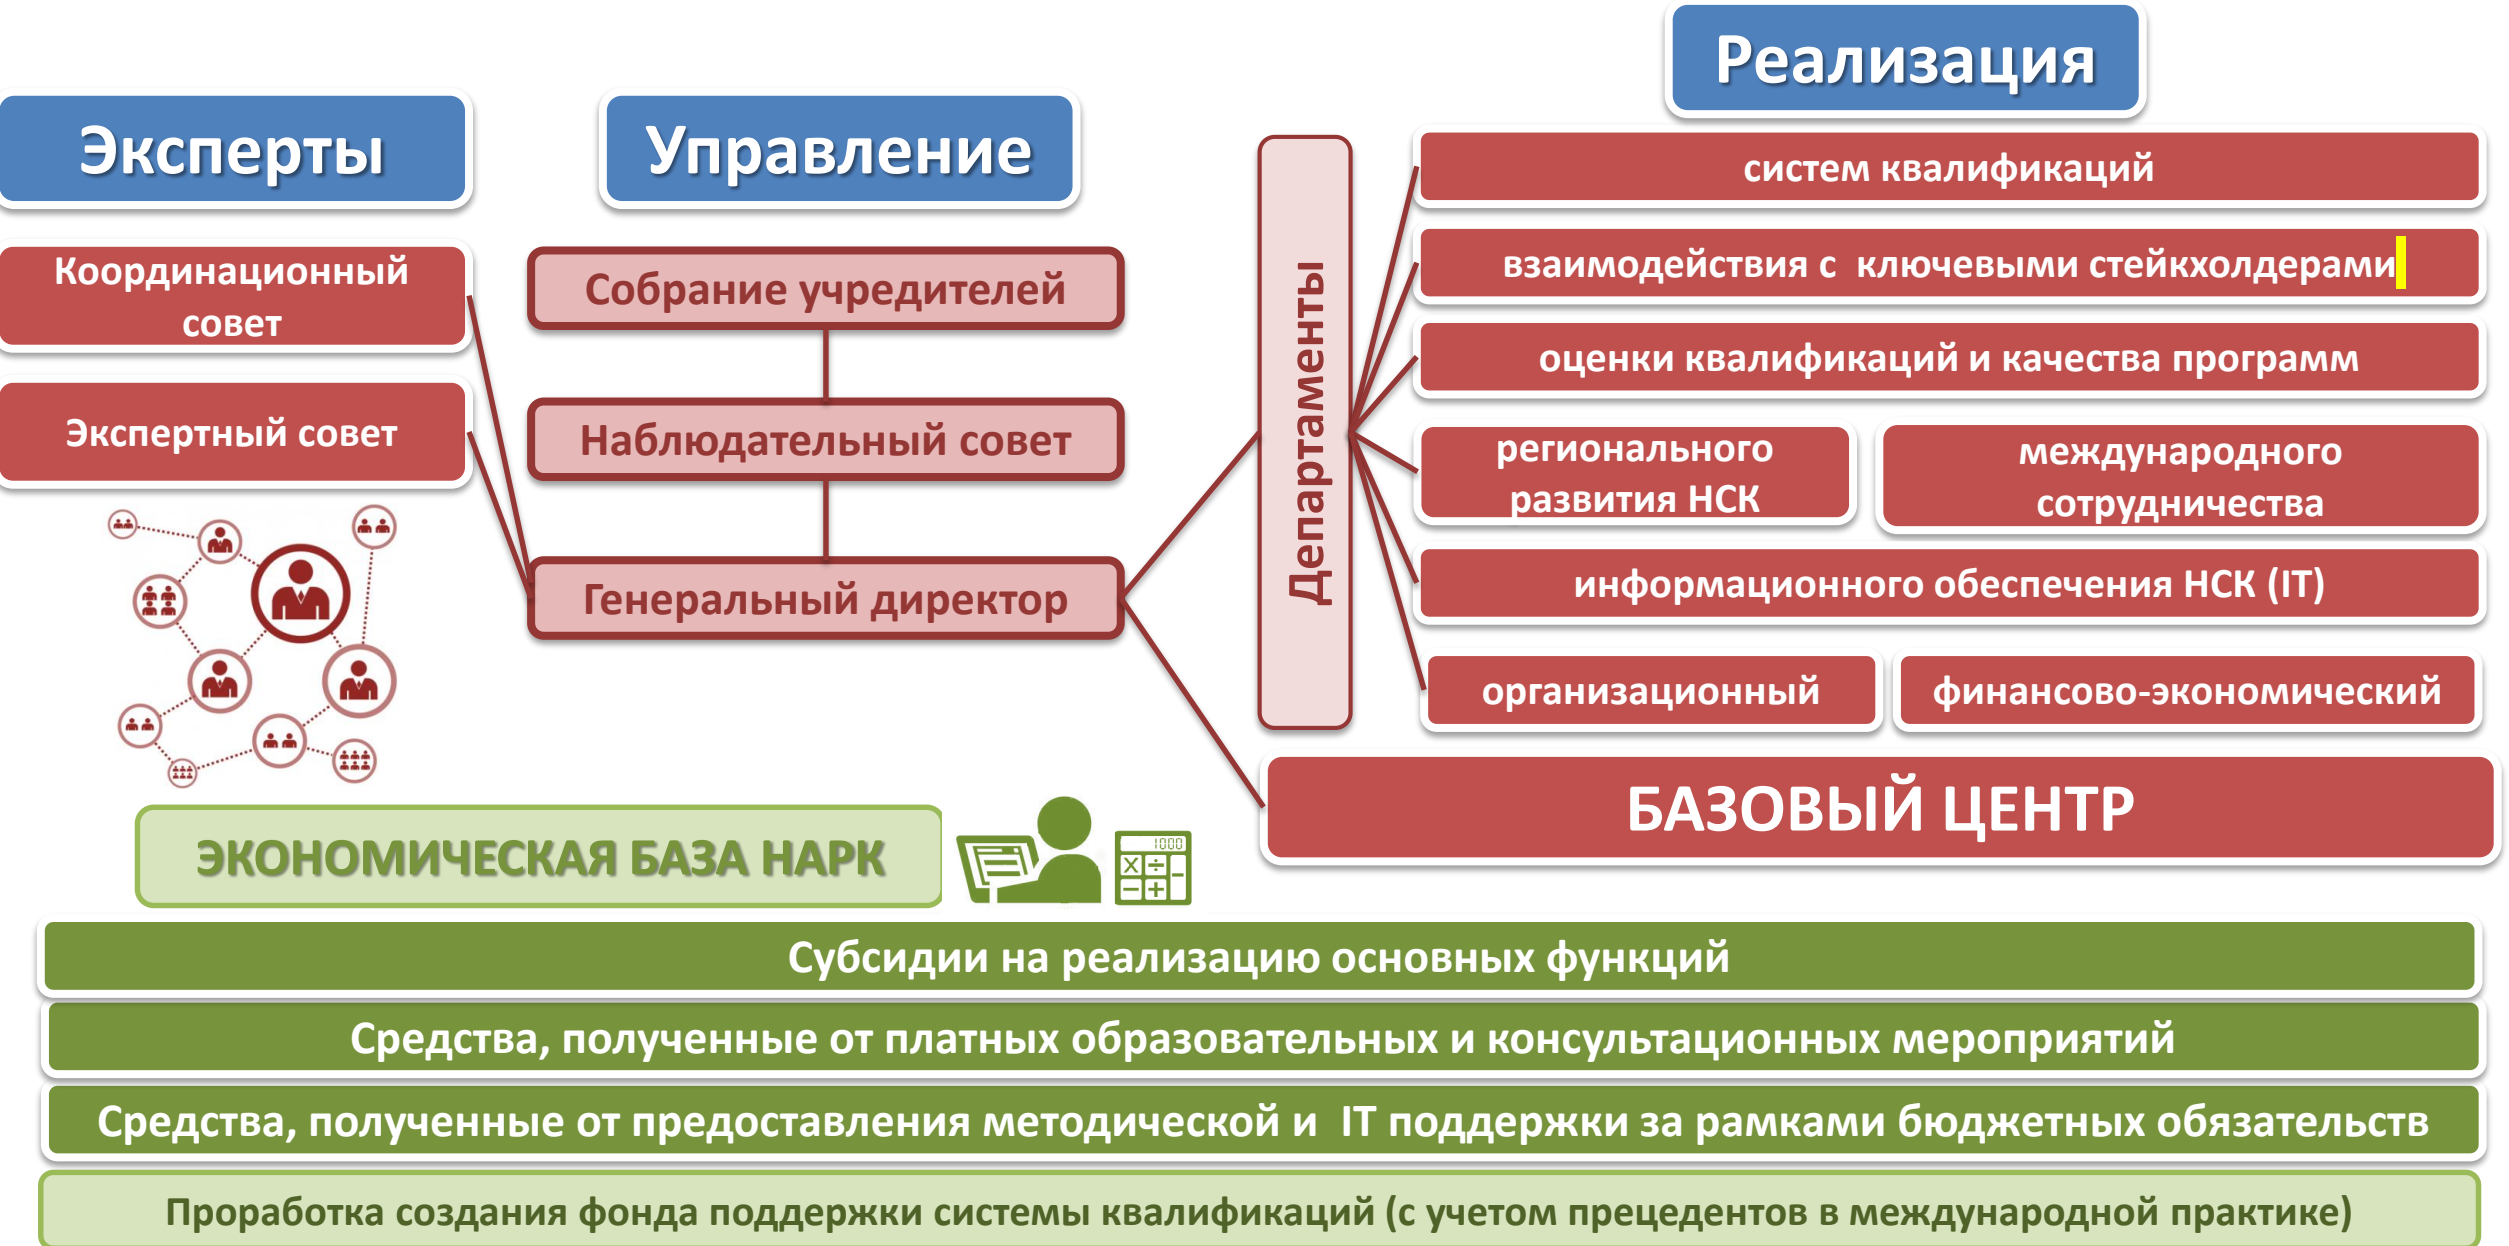 Реализация
Эксперты
Управление
Координационный
совет
Экспертный совет
Собрание учредителей
Наблюдательный совет
Генеральный директор
Департаменты
систем квалификаций
взаимодействия с ключевыми стейкхолдерами
оценки квалификаций и качества программ
регионального
развития НСК
международного
сотрудничества
информационного обеспечения НСК (IT)
организационный
финансово-экономический
БАЗОВЫЙ ЦЕНТР
ЭКОНОМИЧЕСКАЯ БАЗА НАРК
1000
Субсидии на реализацию основных функций
Средства, полученные от платных образовательных и консультационных мероприятий
Средства, полученные от предоставления методической и IT поддержки за рамками бюджетных обязательств
Проработка создания фонда поддержки системы квалификаций (с учетом прецедентов в международной практике)